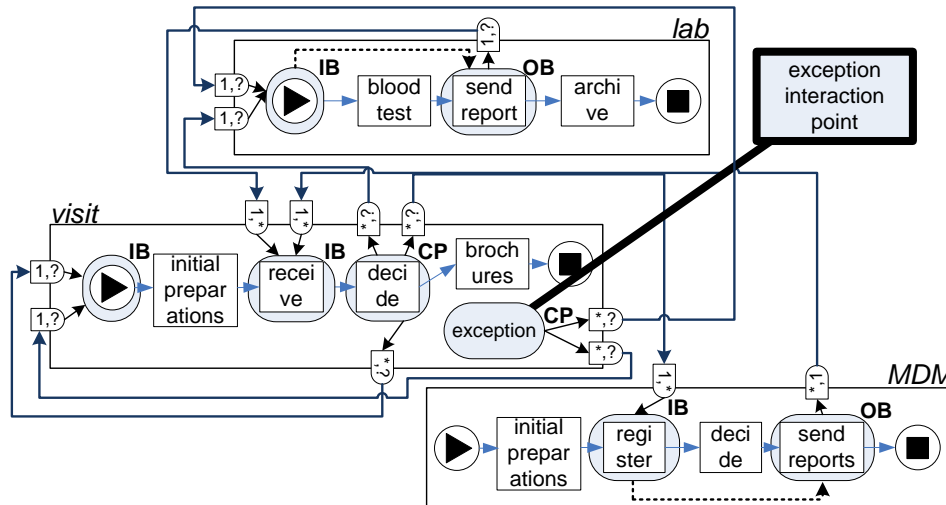 lab
1,?
IB
OB
exception
interaction
point
1,?
1,?
blood
test
send
report
archi
ve
visit
1,*
1,*
?,*
?,*
IB
IB
CP
1,?
1,?
initial
prepar
ations
recei
ve
deci
de
broch
ures
exception
CP
*,?
*,?
*,?
1,*
1,*
MDM
IB
OB
initial
prepar
ations
regi
ster
deci
de
send
reports